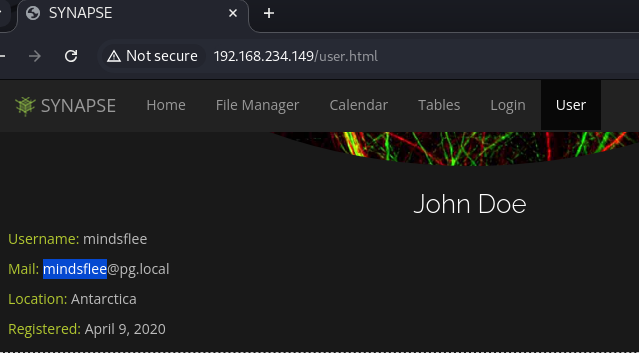 SYNAPSE
Not secure 192.168.234.149/user.html
SYNAPSE Home File Manager Calendar Tables Login User
John Doe
Username: mindsflee
Mail: mindsflee@pg.local
Location: Antarctica
Registered: April 9, 2020